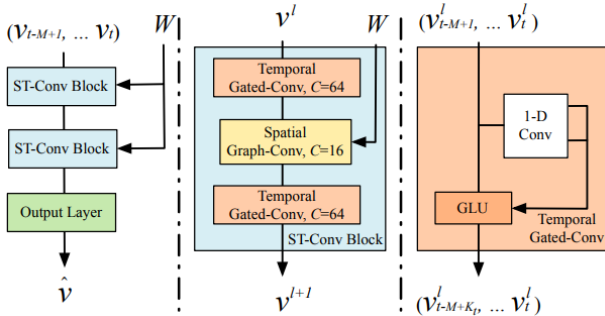 (v_{t-M+1}, ... v_t) W
ST-Conv Block
ST-Conv Block
Output Layer
v̂
v^l W
Temporal
Gated-Conv, C=64
Spatial
Graph-Conv, C=16
Temporal
Gated-Conv, C=64
ST-Conv Block
v^{l+1}
(v^l_{t-M+1}, ... v^l_t)
1-D
Conv
GLU
Temporal
Gated-Conv
(v^l_{t-M+K_t}, ... v^l_t)